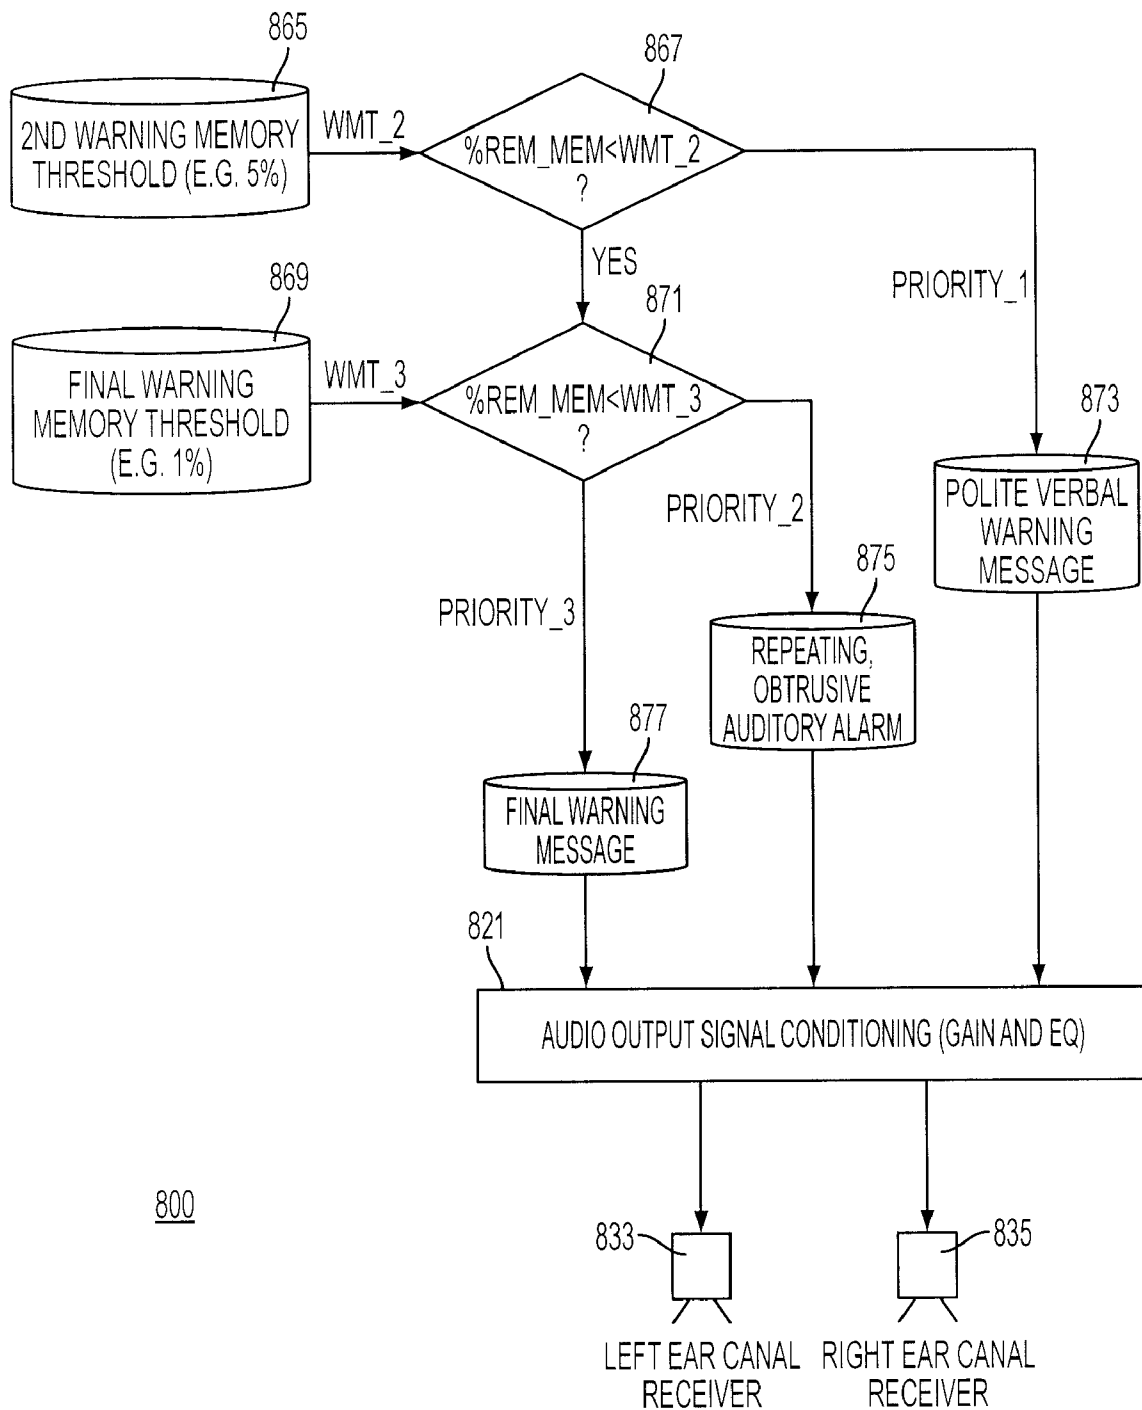 865
867
2ND WARNING MEMORY
THRESHOLD (E.G. 5%)
WMT_2
%REM_MEM<WMT_2
?
YES
PRIORITY_1
869
871
FINAL WARNING
MEMORY THRESHOLD
(E.G. 1%)
WMT_3
%REM_MEM<WMT_3
?
873
POLITE VERBAL
WARNING
MESSAGE
PRIORITY_2
875
PRIORITY_3
REPEATING,
OBTRUSIVE
AUDITORY ALARM
877
FINAL WARNING
MESSAGE
821
AUDIO OUTPUT SIGNAL CONDITIONING (GAIN AND EQ)
800
833
835
LEFT EAR CANAL
RECEIVER
RIGHT EAR CANAL
RECEIVER